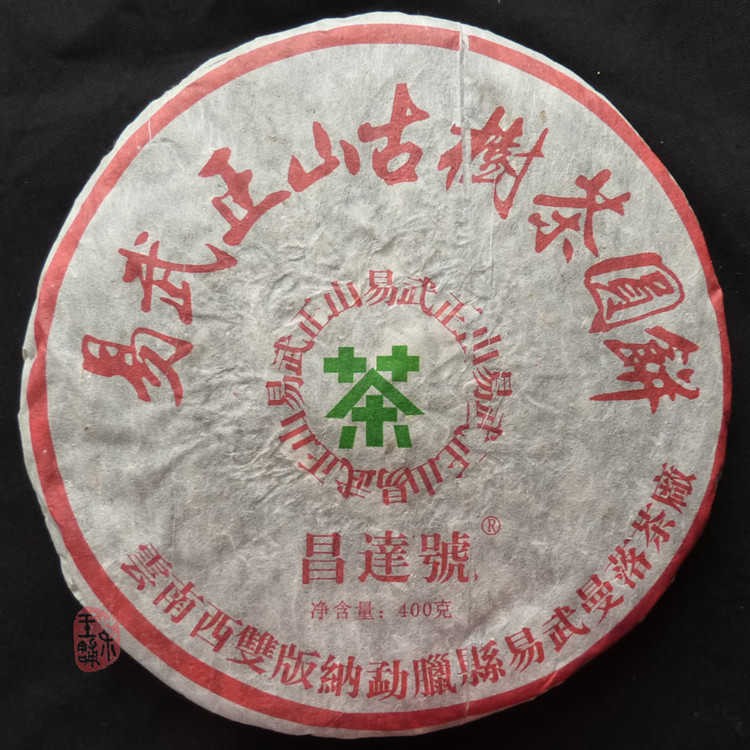 易武正山古樹茶圓餅
易武正山易武正山易武正山易武正山
茶
昌達號®
净含量：400克
雲南西雙版納勐臘縣易武曼落茶廠